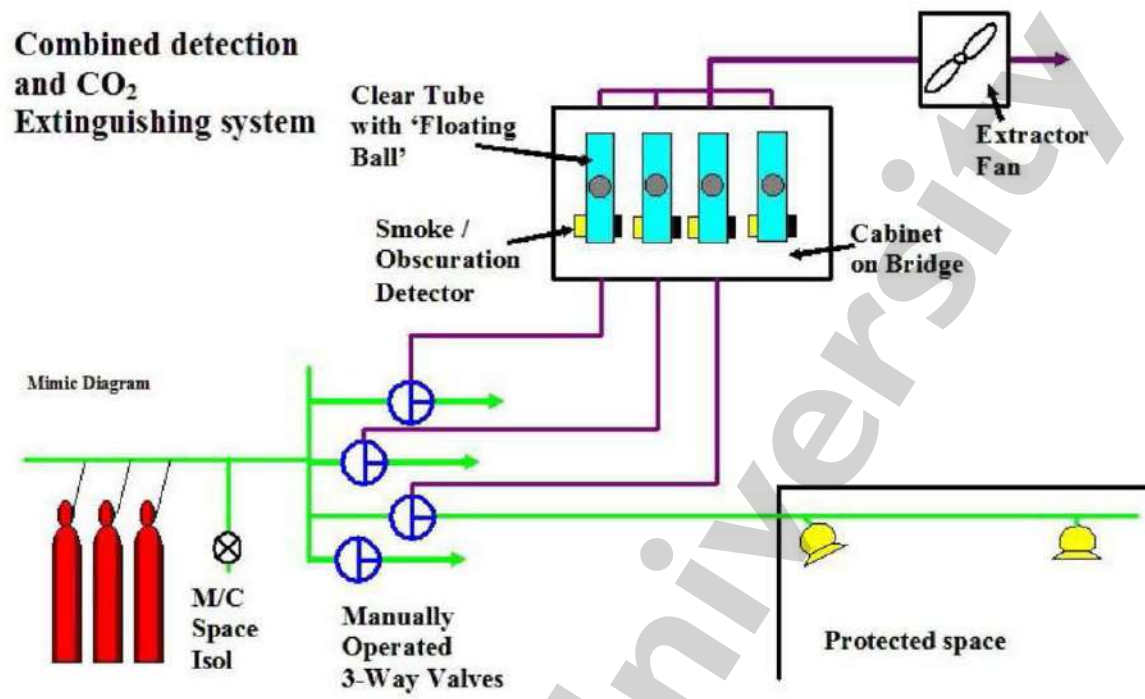 Combined detection
and CO₂
Extinguishing system
Clear Tube
with ‘Floating
Ball’
Extractor
Fan
Smoke /
Obscuration
Detector
Cabinet
on Bridge
Mimic Diagram
M/C
Space
Isol
Manually
Operated
3-Way Valves
Protected space
University